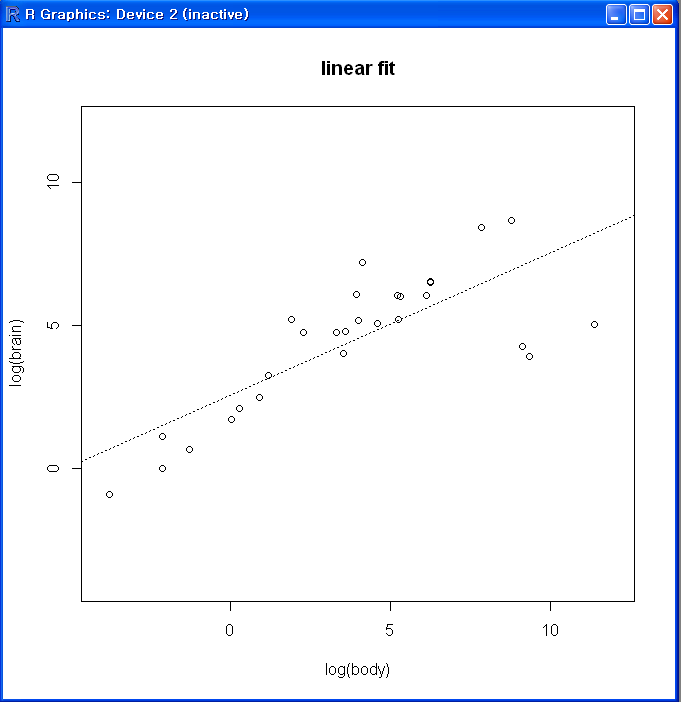 R Graphics: Device 2 (inactive)
linear fit
10
5
0
log(brain)
0 5 10
log(body)